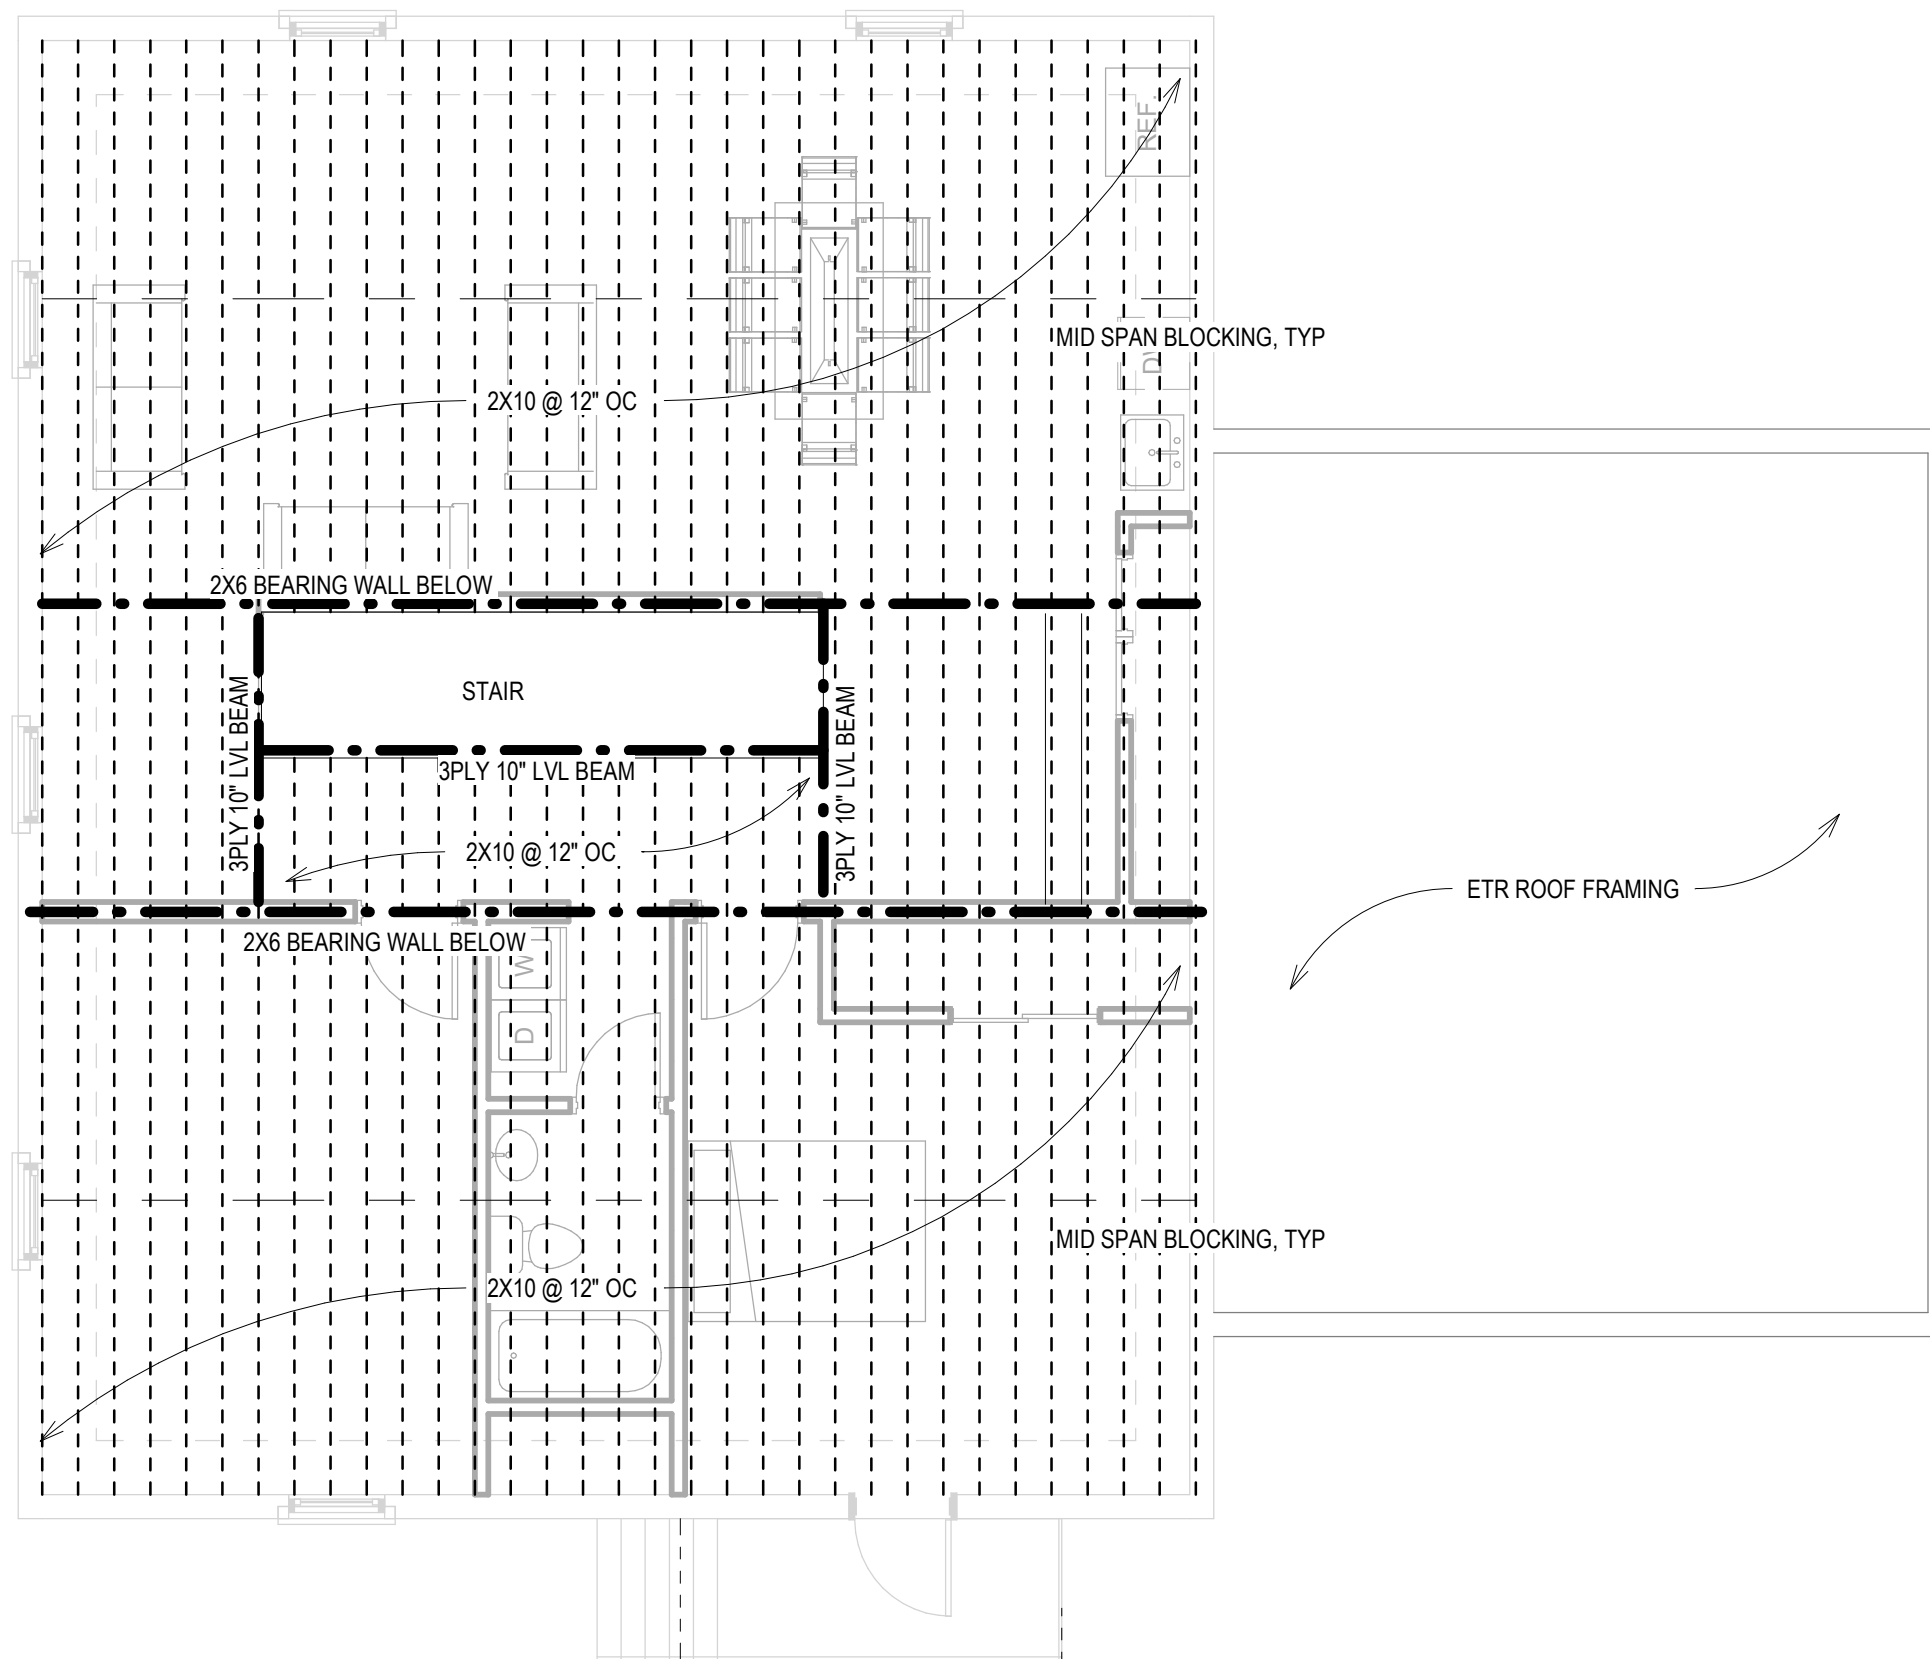 REF.
MID SPAN BLOCKING, TYP
2X10 @ 12" OC
2X6 BEARING WALL BELOW
STAIR
3PLY 10" LVL BEAM
3PLY 10" LVL BEAM
3PLY 10" LVL BEAM
2X10 @ 12" OC
ETR ROOF FRAMING
2X6 BEARING WALL BELOW
W
D
MID SPAN BLOCKING, TYP
2X10 @ 12" OC